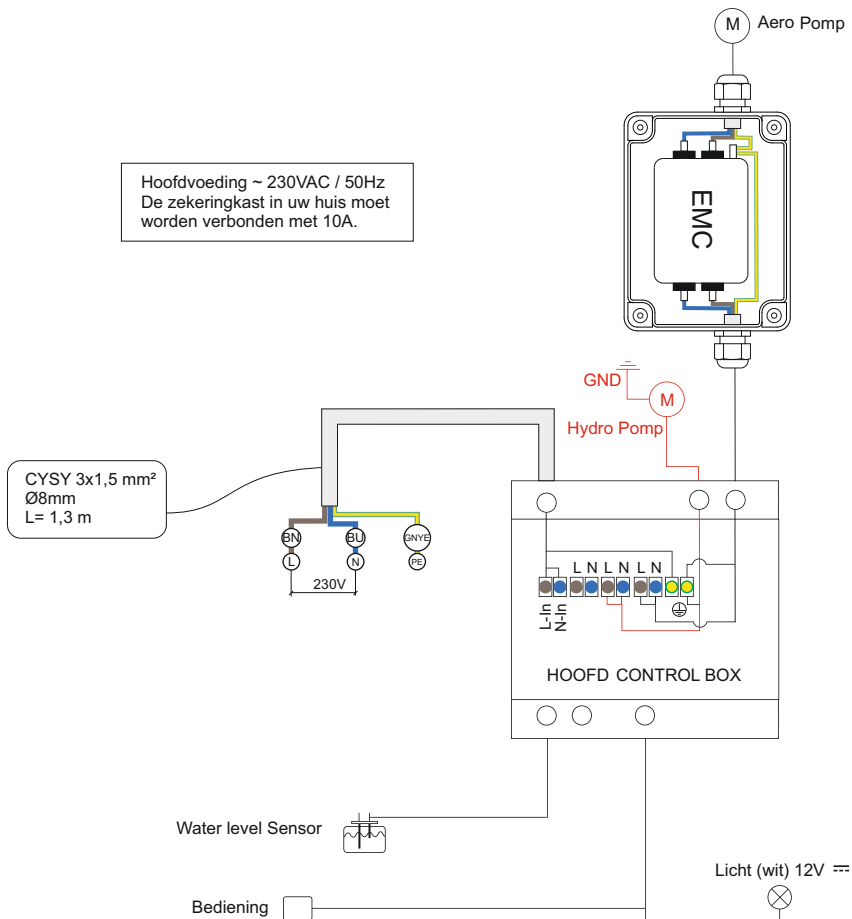 M
Aero Pomp
Hoofdvoeding ~ 230VAC / 50Hz
De zekeringkast in uw huis moet
worden verbonden met 10A.
EMC
GND
M
Hydro Pomp
CYSY 3x1,5 mm²
Ø8mm
L= 1,3 m
BN
BU
GNYE
L
N
PE
230V
L N L N L N
L-In
N-In
HOOFD CONTROL BOX
Water level Sensor
Licht (wit) 12V
Bediening